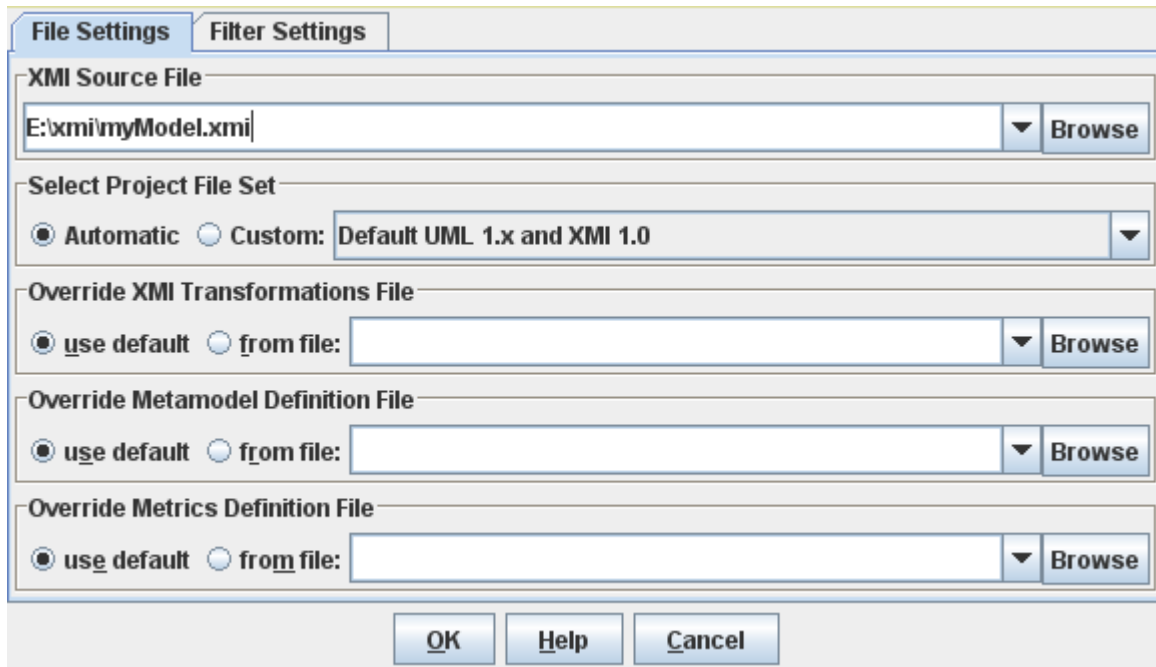 File Settings Filter Settings
XMI Source File
E:\xmi\myModel.xmi Browse
Select Project File Set
Automatic Custom: Default UML 1.x and XMI 1.0
Override XMI Transformations File
use default from file: Browse
Override Metamodel Definition File
use default from file: Browse
Override Metrics Definition File
use default from file: Browse
OK Help Cancel